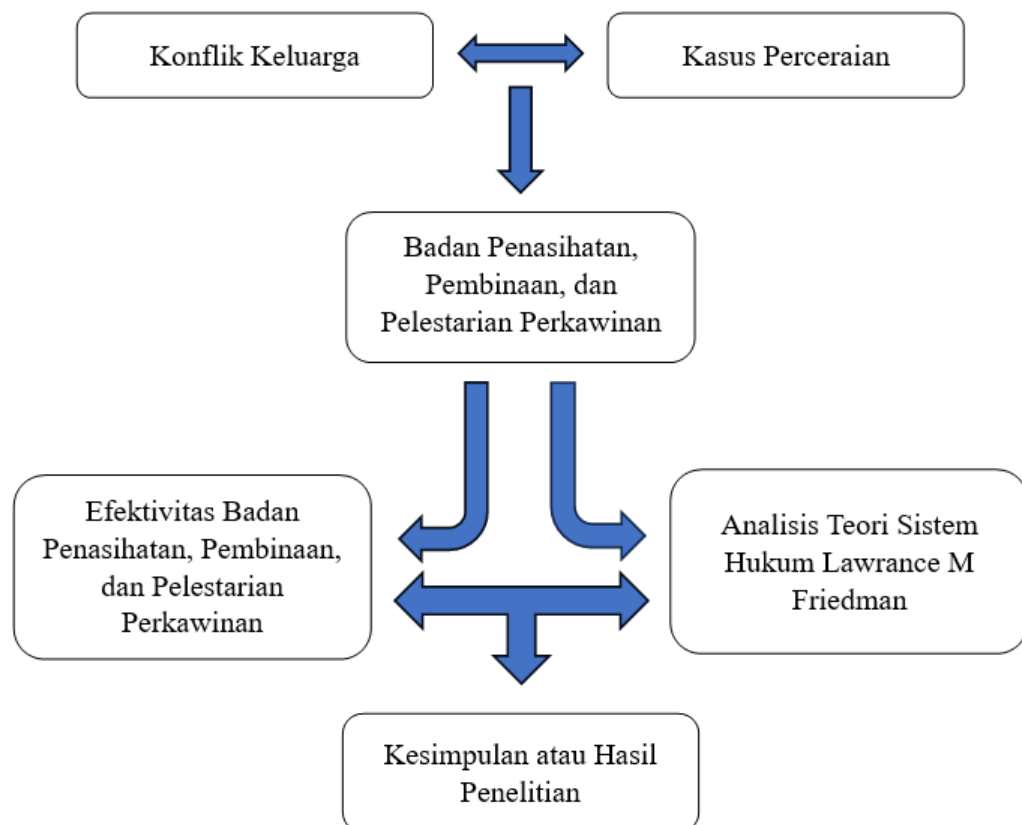 Konflik Keluarga
Kasus Perceraian
Badan Penasihatan,
Pembinaan, dan
Pelestarian Perkawinan
Efektivitas Badan
Penasihatan, Pembinaan,
dan Pelestarian
Perkawinan
Analisis Teori Sistem
Hukum Lawrance M
Friedman
Kesimpulan atau Hasil
Penelitian